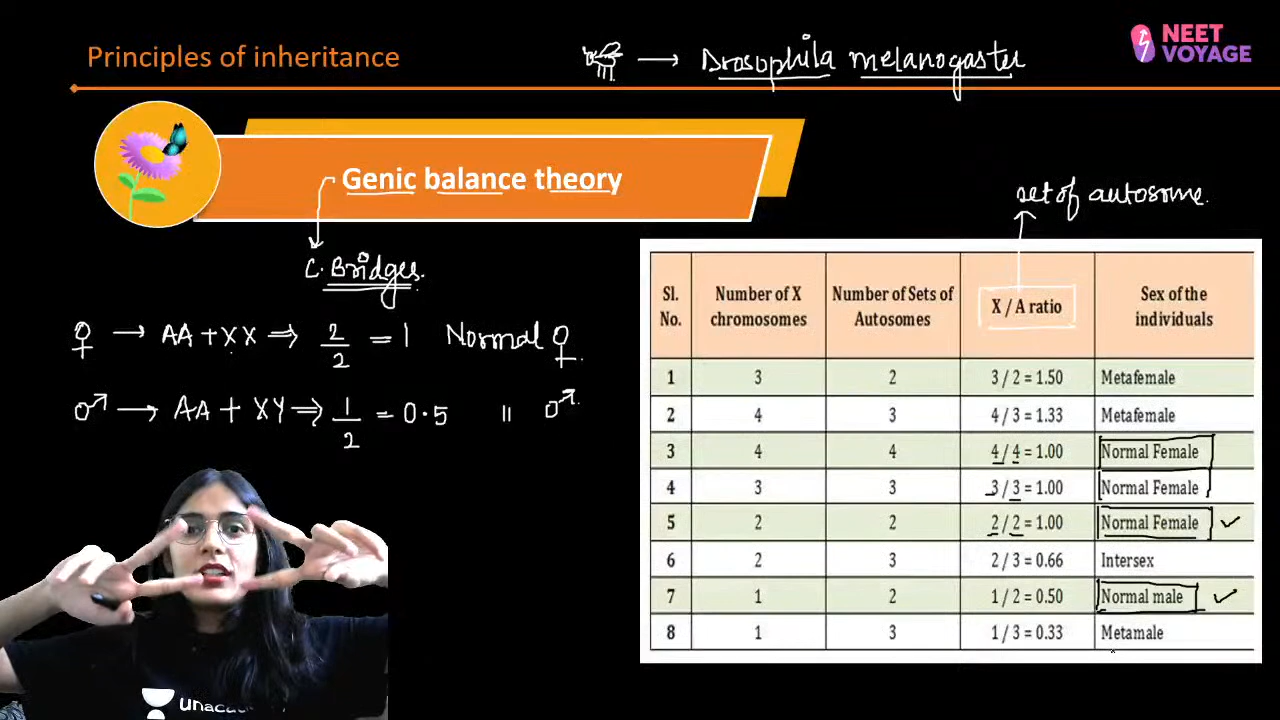 Principles of inheritance
→ Drosophila melanogaster
NEET
VOYAGE
Genic balance theory
C. Bridges.
set of autosome.
♀ → AA + XX ⇒ 2/2 = 1 Normal ♀
♂ → AA + XY ⇒ 1/2 = 0.5 " ♂
Sl. No. Number of X chromosomes Number of Sets of Autosomes X / A ratio Sex of the individuals
1 3 2 3 / 2 = 1.50 Metafemale
2 4 3 4 / 3 = 1.33 Metafemale
3 4 4 4 / 4 = 1.00 Normal Female
4 3 3 3 / 3 = 1.00 Normal Female
5 2 2 2 / 2 = 1.00 Normal Female ✓
6 2 3 2 / 3 = 0.66 Intersex
7 1 2 1 / 2 = 0.50 Normal male ✓
8 1 3 1 / 3 = 0.33 Metamale